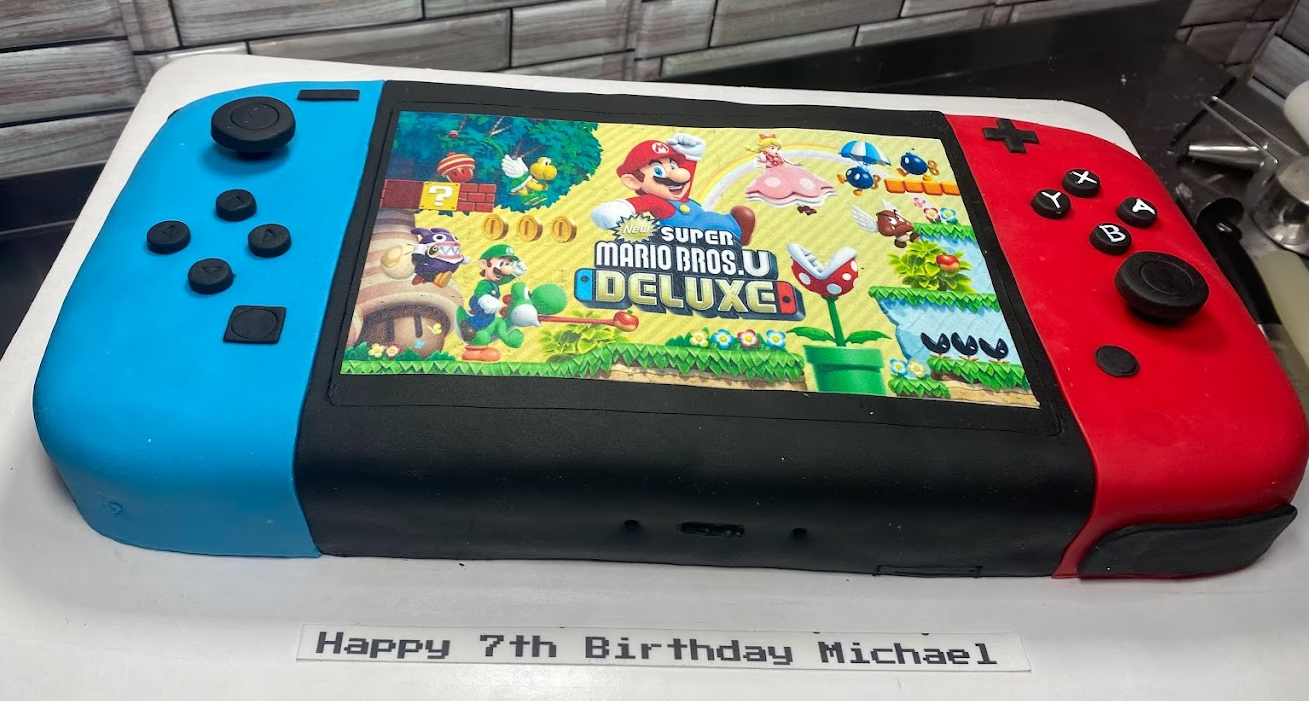 ?
New
SUPER
MARIO BROS.U
DELUXE
X
Y
A
B
Happy 7th Birthday Michael